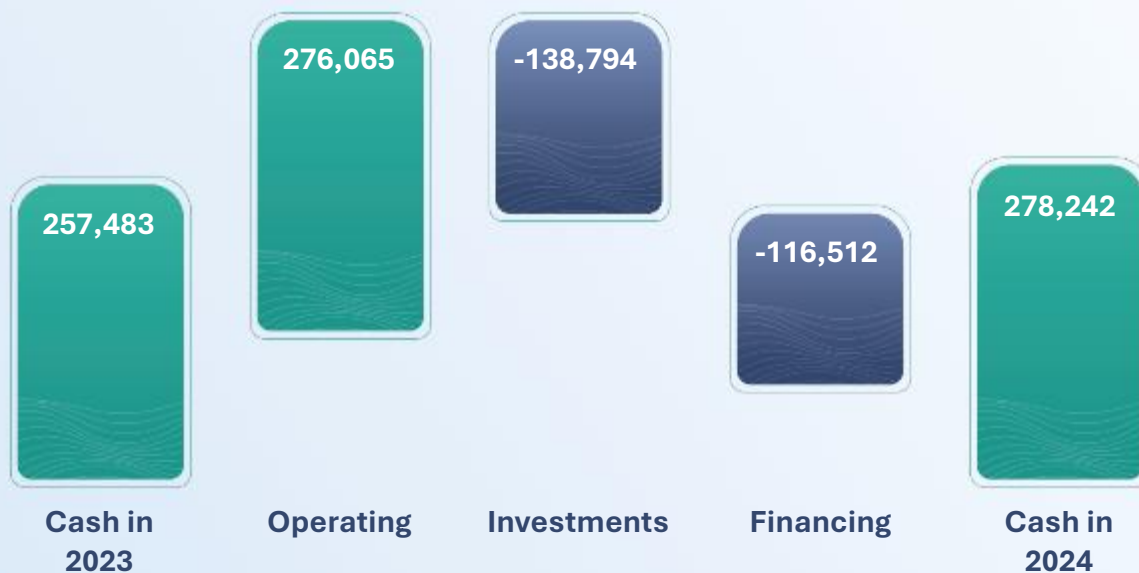 276,065
-138,794
257,483
278,242
-116,512
Cash in
2023
Operating
Investments
Financing
Cash in
2024